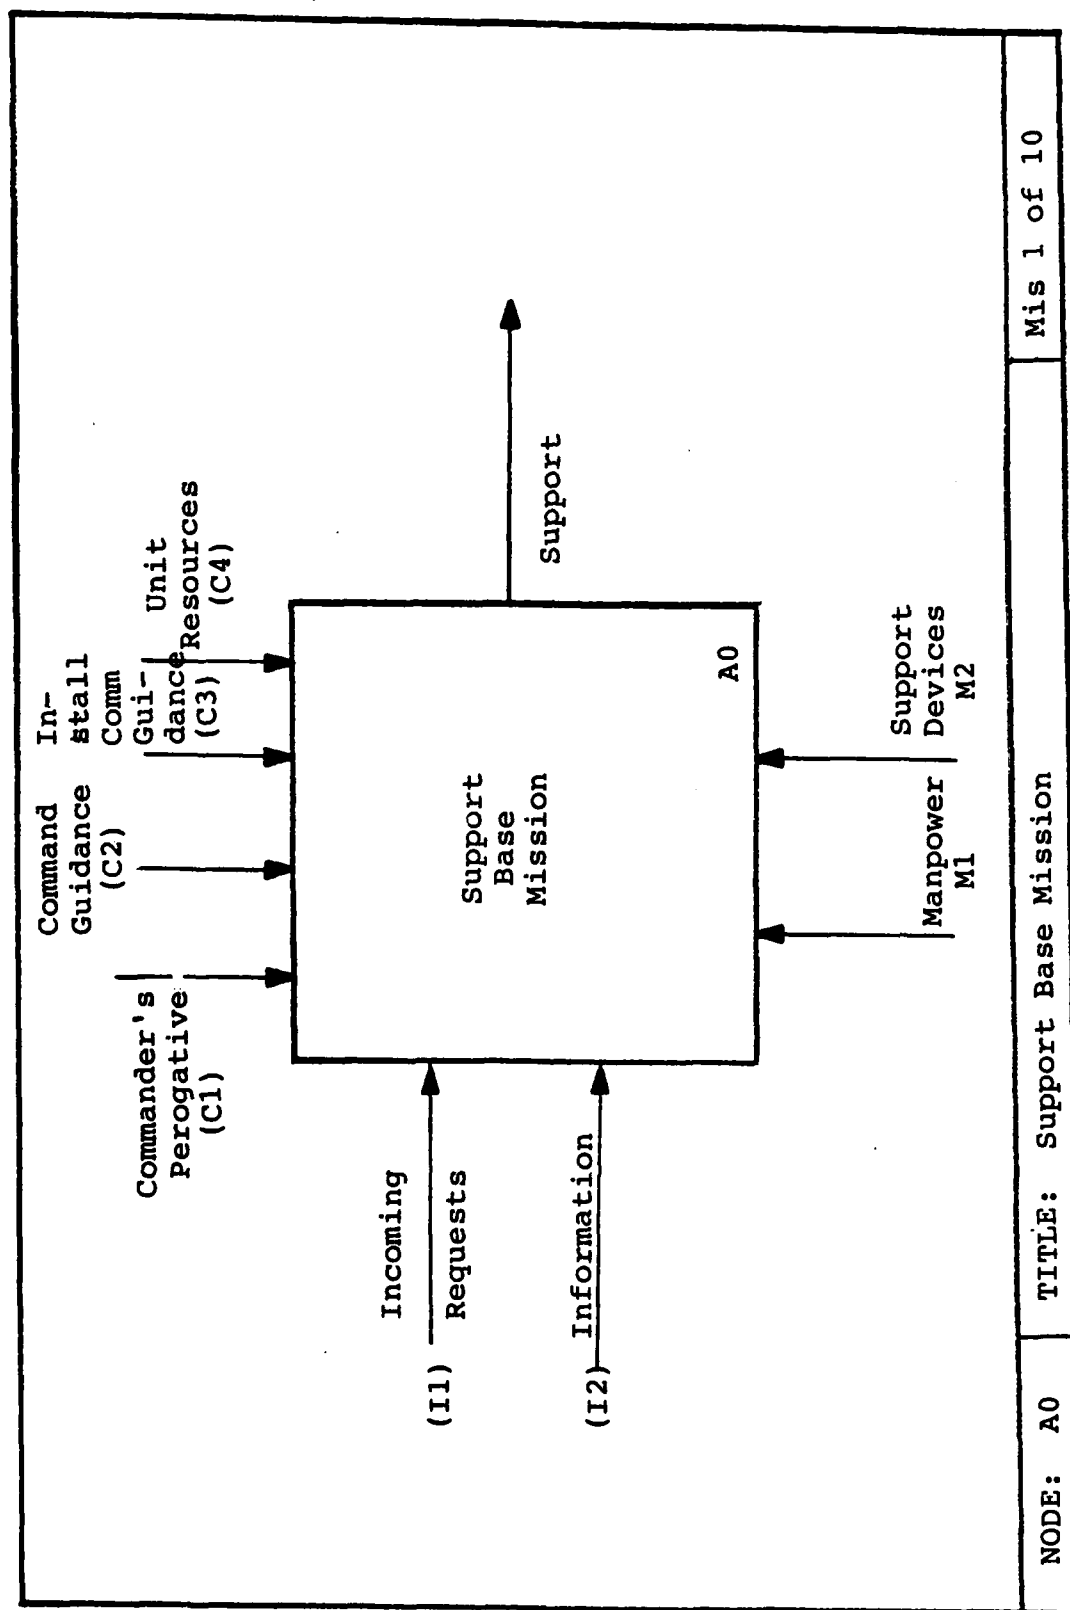 Commander's
Perogative
(C1)
Command
Guidance
(C2)
In-
stall
Comm
Gui-
dance
(C3)
Unit
Resources
(C4)
Incoming
Requests
(I1)
Information
(I2)
Support
Base
Mission
A0
Support
Manpower
M1
Support
Devices
M2
NODE: A0
TITLE: Support Base Mission
Mis 1 of 10